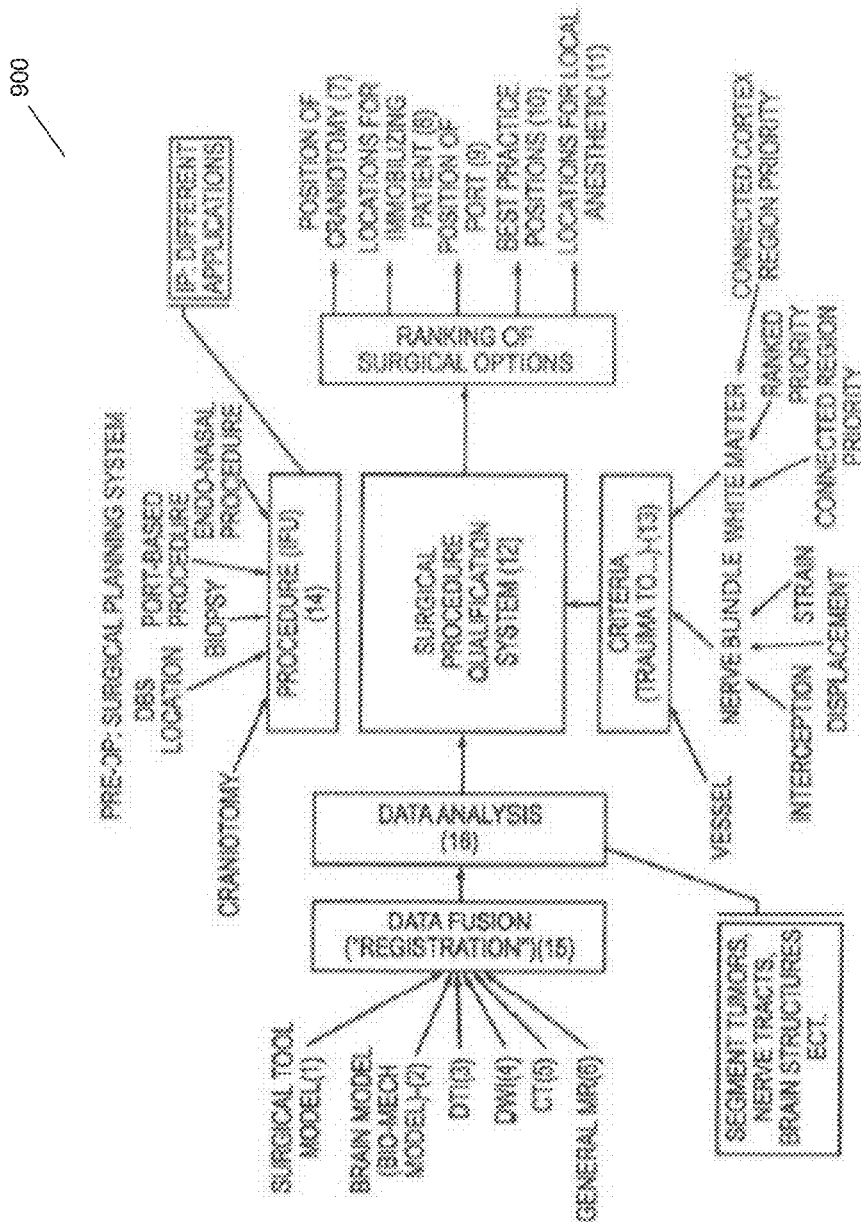 900
PRE-OP: SURGICAL PLANNING SYSTEM
DBS
LOCATION
PORT-BASED
PROCEDURE
BIOPSY
ENDO-NASAL
PROCEDURE
CRANIOTOMY
PROCEDURE (IFU)
(14)
IP: DIFFERENT
APPLICATIONS
SURGICAL TOOL
MODEL(1)
BRAIN MODEL
(BIO-MECH
MODEL)-(2)
DTI(3)
DWI(4)
CT(5)
GENERAL MR(6)
DATA FUSION
("REGISTRATION")(15)
DATA ANALYSIS
(16)
SEGMENT TUMORS,
NERVE TRACTS,
BRAIN STRUCTURES
ECT.
SURGICAL
PROCEDURE
QUALIFICATION
SYSTEM (12)
RANKING OF
SURGICAL OPTIONS
POSITION OF
CRANIOTOMY (7)
LOCATIONS FOR
IMMOBILIZING
PATIENT (8)
POSITION OF
PORT (9)
BEST PRACTICE
POSITIONS (10)
LOCATIONS FOR LOCAL
ANESTHETIC (11)
CRITERIA
(TRAUMA TO...)-(13)
VESSEL
NERVE BUNDLE
WHITE MATTER
INTERCEPTION
DISPLACEMENT
STRAIN
CONNECTED CORTEX
REGION PRIORITY
RANKED
PRIORITY
CONNECTED REGION
PRIORITY